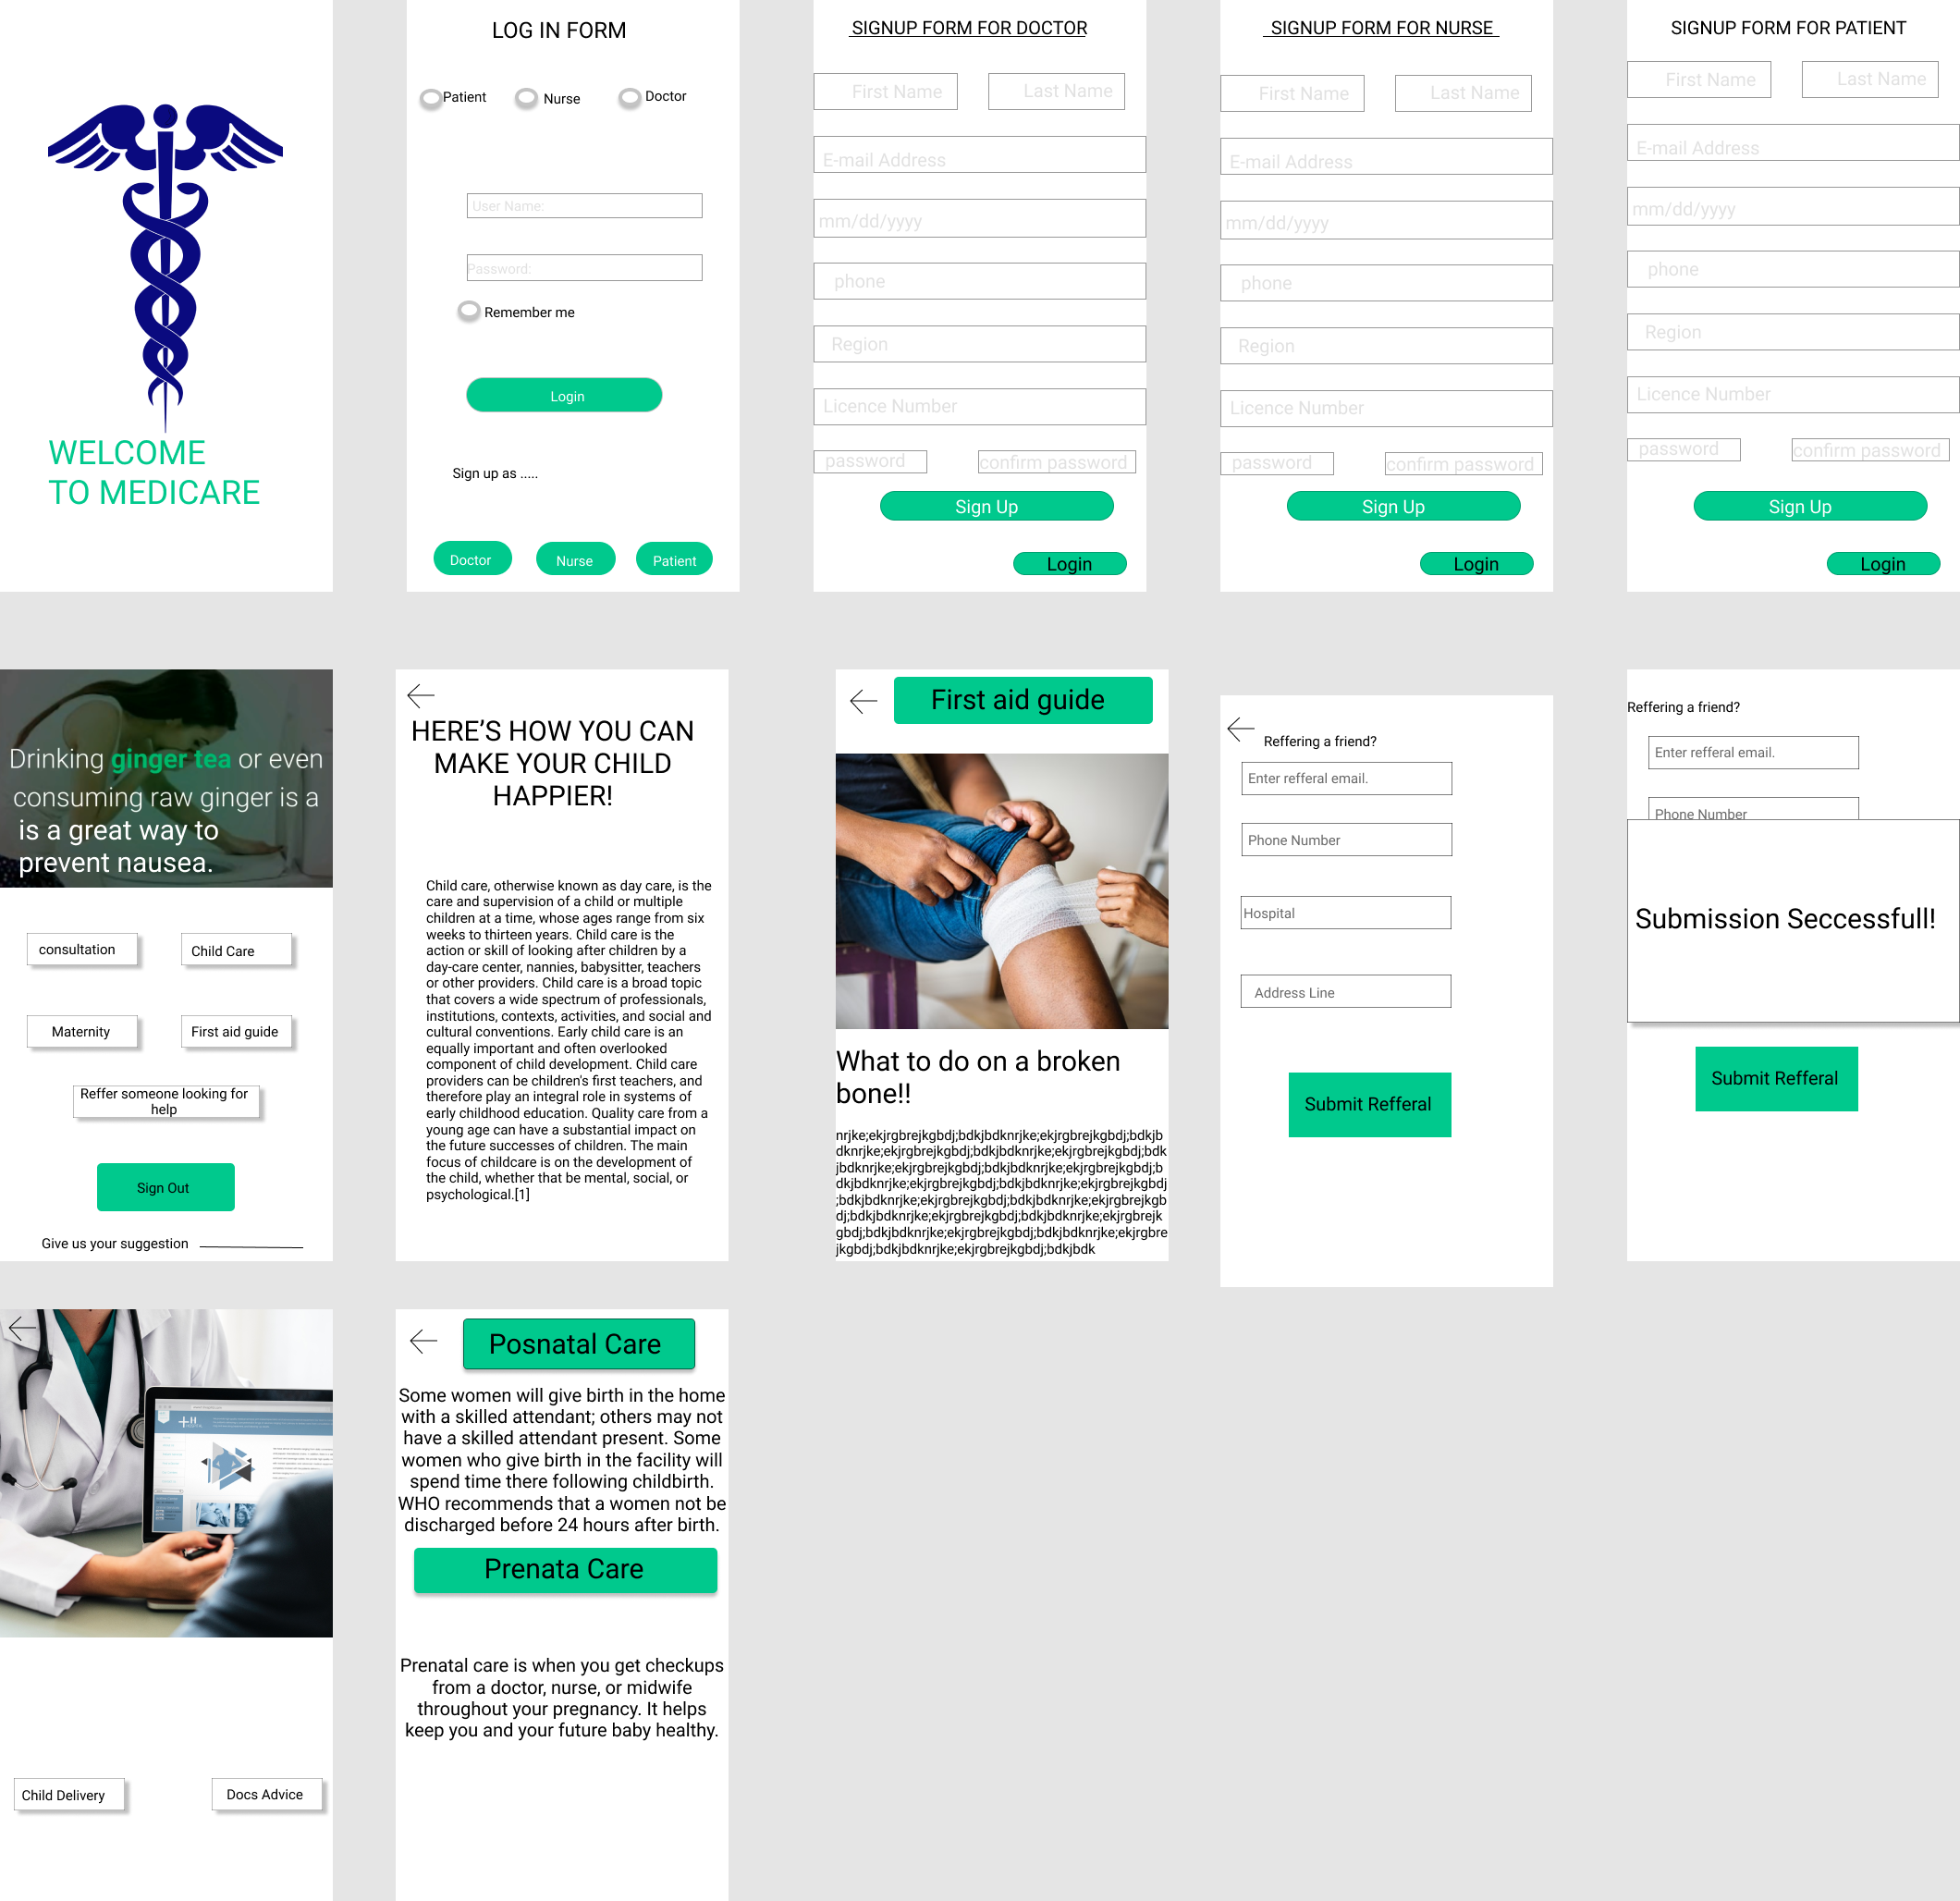 WELCOME
TO MEDICARE
LOG IN FORM
Patient
Nurse
Doctor
User Name:
Password:
Remember me
Login
Sign up as .....
Doctor
Nurse
Patient
SIGNUP FORM FOR DOCTOR
First Name
Last Name
E-mail Address
mm/dd/yyyy
phone
Region
Licence Number
password
confirm password
Sign Up
Login
SIGNUP FORM FOR NURSE
First Name
Last Name
E-mail Address
mm/dd/yyyy
phone
Region
Licence Number
password
confirm password
Sign Up
Login
SIGNUP FORM FOR PATIENT
First Name
Last Name
E-mail Address
mm/dd/yyyy
phone
Region
Licence Number
password
confirm password
Sign Up
Login
Drinking ginger tea or even
consuming raw ginger is a
is a great way to
prevent nausea.
consultation
Child Care
Maternity
First aid guide
Reffer someone looking for
help
Sign Out
Give us your suggestion
HERE’S HOW YOU CAN
MAKE YOUR CHILD
HAPPIER!
Child care, otherwise known as day care, is the
care and supervision of a child or multiple
children at a time, whose ages range from six
weeks to thirteen years. Child care is the
action or skill of looking after children by a
day-care center, nannies, babysitter, teachers
or other providers. Child care is a broad topic
that covers a wide spectrum of professionals,
institutions, contexts, activities, and social and
cultural conventions. Early child care is an
equally important and often overlooked
component of child development. Child care
providers can be children's first teachers, and
therefore play an integral role in systems of
early childhood education. Quality care from a
young age can have a substantial impact on
the future successes of children. The main
focus of childcare is on the development of
the child, whether that be mental, social, or
psychological.[1]
First aid guide
What to do on a broken
bone!!
nrjke;ekjrgbrejkgbdj;bdkjbdknrjke;ekjrgbrejkgbdj;bdkjb
dknrjke;ekjrgbrejkgbdj;bdkjbdknrjke;ekjrgbrejkgbdj;bdk
jbdknrjke;ekjrgbrejkgbdj;bdkjbdknrjke;ekjrgbrejkgbdj;b
dkjbdknrjke;ekjrgbrejkgbdj;bdkjbdknrjke;ekjrgbrejkgbdj
;bdkjbdknrjke;ekjrgbrejkgbdj;bdkjbdknrjke;ekjrgbrejkgb
dj;bdkjbdknrjke;ekjrgbrejkgbdj;bdkjbdknrjke;ekjrgbrejk
gbdj;bdkjbdknrjke;ekjrgbrejkgbdj;bdkjbdknrjke;ekjrgbre
jkgbdj;bdkjbdknrjke;ekjrgbrejkgbdj;bdkjbdk
Reffering a friend?
Enter refferal email.
Phone Number
Hospital
Address Line
Submit Refferal
Reffering a friend?
Enter refferal email.
Phone Number
Submission Seccessfull!
Submit Refferal
Child Delivery
Docs Advice
Posnatal Care
Some women will give birth in the home
with a skilled attendant; others may not
have a skilled attendant present. Some
women who give birth in the facility will
spend time there following childbirth.
WHO recommends that a women not be
discharged before 24 hours after birth.
Prenata Care
Prenatal care is when you get checkups
from a doctor, nurse, or midwife
throughout your pregnancy. It helps
keep you and your future baby healthy.